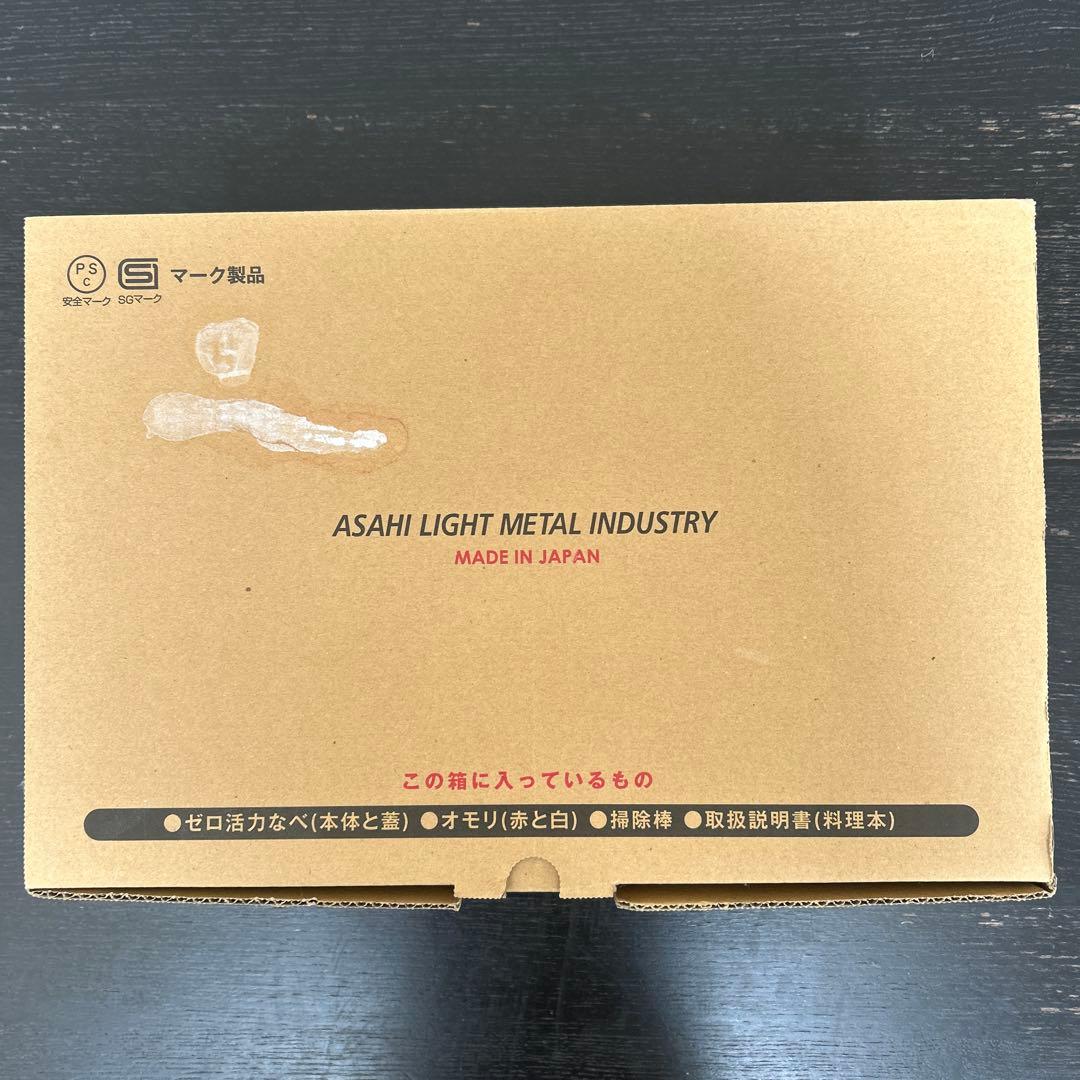 PS
C
安全マーク
SG
SGマーク
マーク製品
ASAHI LIGHT METAL INDUSTRY
MADE IN JAPAN
この箱に入っているもの
●ゼロ活力なべ(本体と蓋) ●オモリ(赤と白) ●掃除棒 ●取扱説明書(料理本)